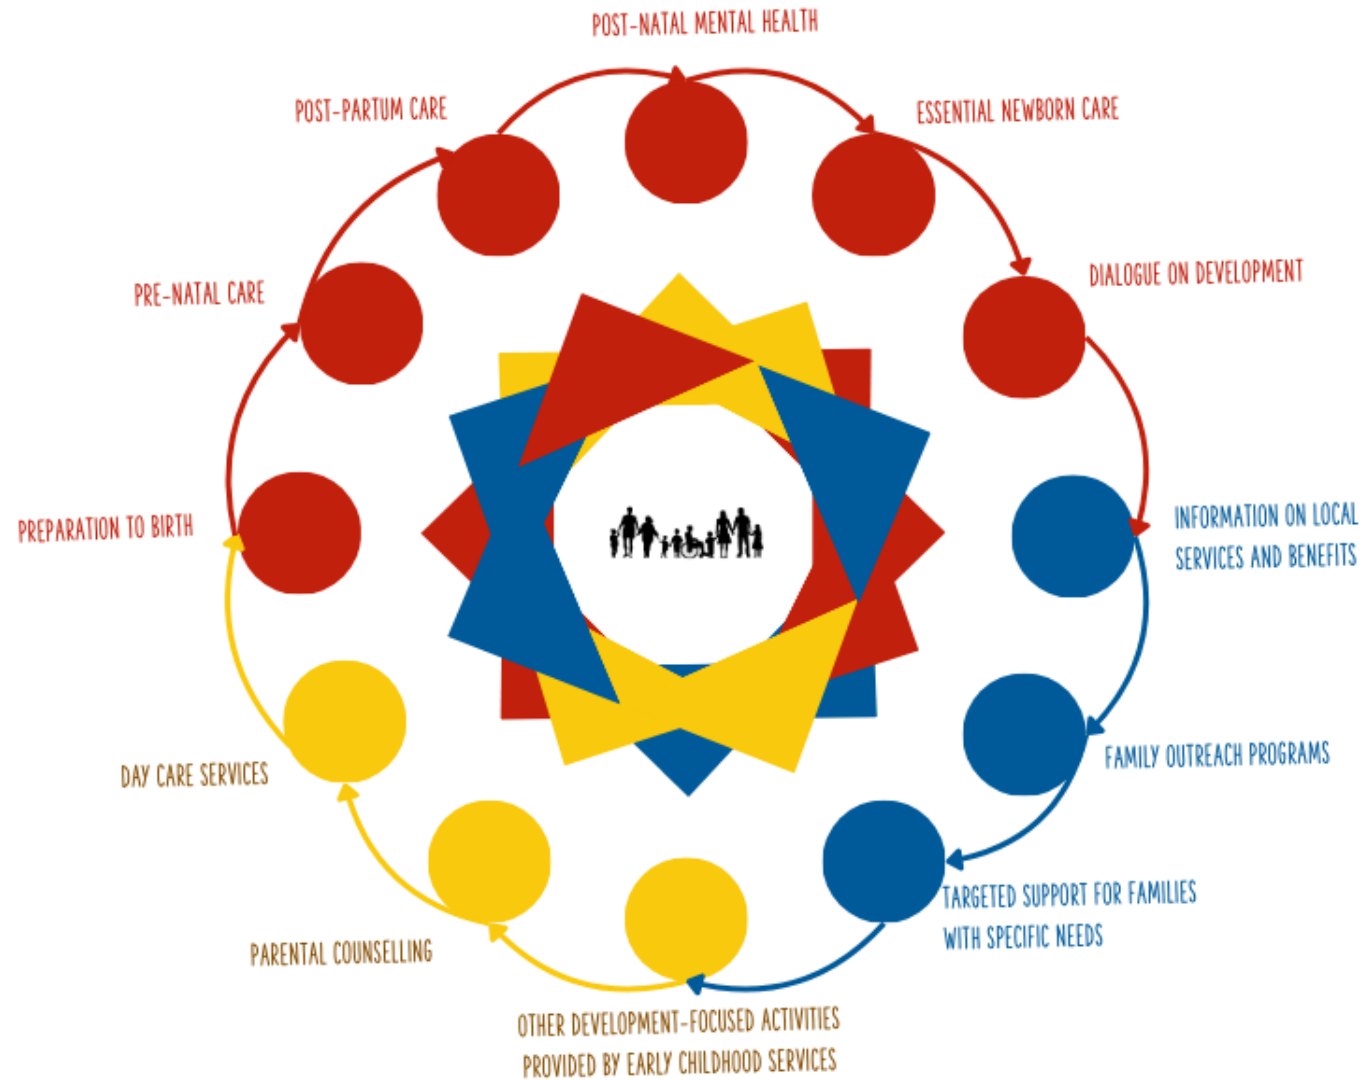 POST-NATAL MENTAL HEALTH
POST-PARTUM CARE
ESSENTIAL NEWBORN CARE
PRE-NATAL CARE
DIALOGUE ON DEVELOPMENT
PREPARATION TO BIRTH
INFORMATION ON LOCAL
SERVICES AND BENEFITS
DAY CARE SERVICES
FAMILY OUTREACH PROGRAMS
TARGETED SUPPORT FOR FAMILIES
WITH SPECIFIC NEEDS
PARENTAL COUNSELLING
OTHER DEVELOPMENT-FOCUSED ACTIVITIES
PROVIDED BY EARLY CHILDHOOD SERVICES